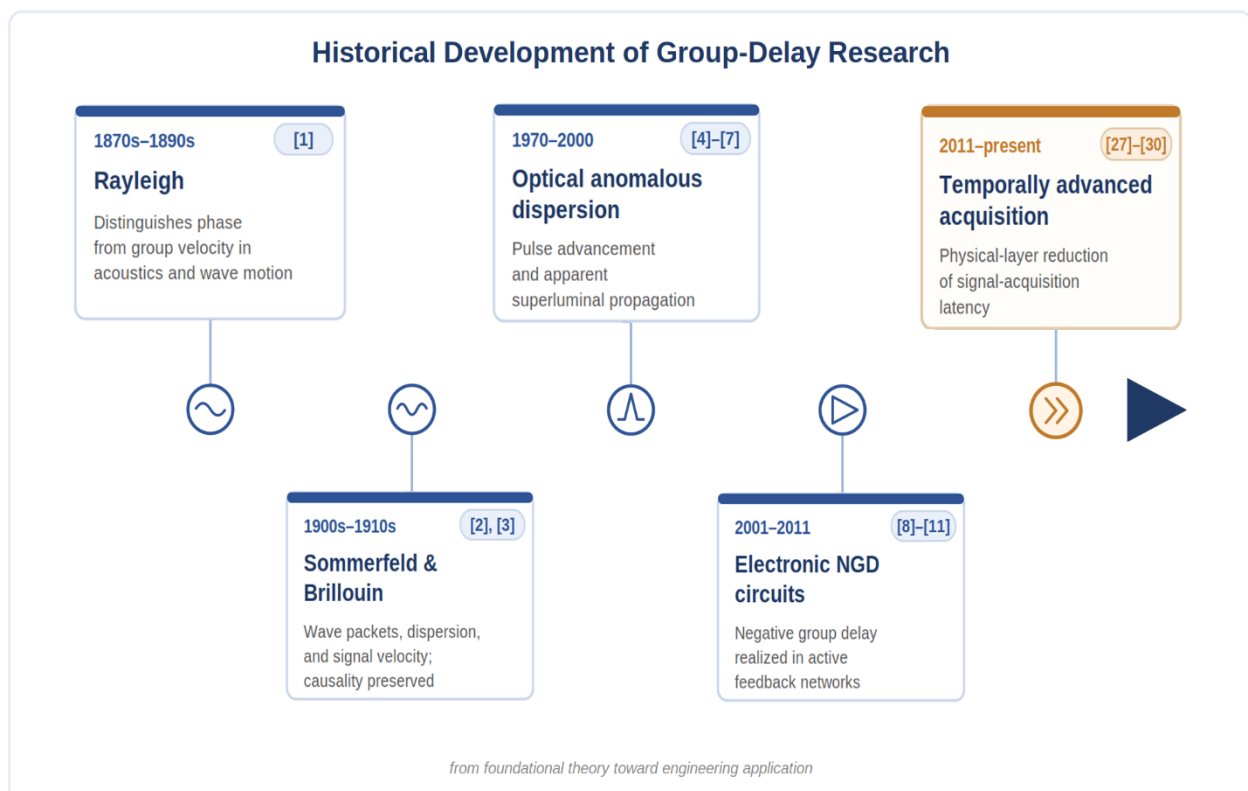 Historical Development of Group-Delay Research
1870s–1890s
[1]
Rayleigh
Distinguishes phase
from group velocity in
acoustics and wave motion
1970–2000
[4]–[7]
Optical anomalous
dispersion
Pulse advancement
and apparent
superluminal propagation
2011–present
[27]–[30]
Temporally advanced
acquisition
Physical-layer reduction
of signal-acquisition
latency
1900s–1910s
[2], [3]
Sommerfeld &
Brillouin
Wave packets, dispersion,
and signal velocity;
causality preserved
2001–2011
[8]–[11]
Electronic NGD
circuits
Negative group delay
realized in active
feedback networks
from foundational theory toward engineering application